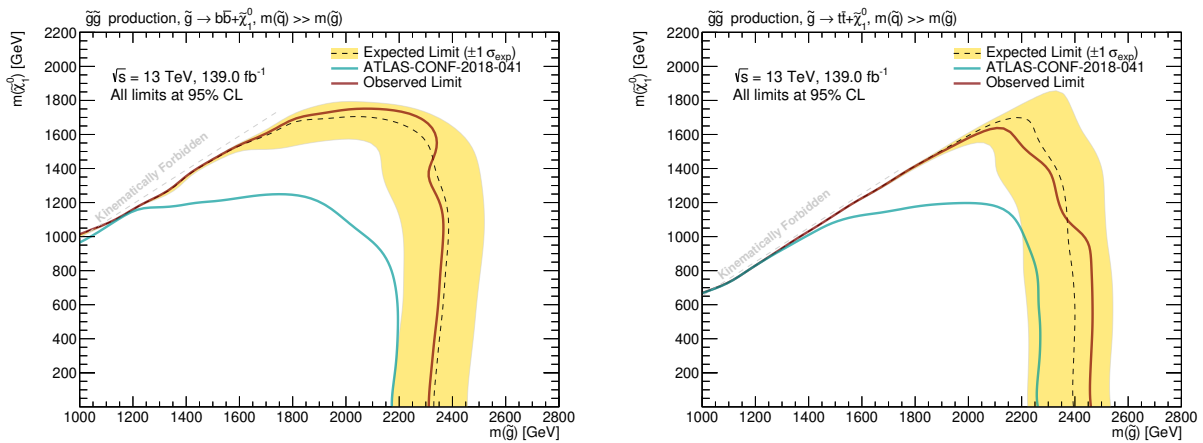 g̃g̃ production, g̃ → bb̄+χ̃₁⁰, m(q̃) >> m(g̃)
m(χ̃₁⁰) [GeV]
2200
2000
1800
1600
1400
1200
1000
800
600
400
200
Expected Limit (±1 σexp)
ATLAS-CONF-2018-041
Observed Limit
√s = 13 TeV, 139.0 fb⁻¹
All limits at 95% CL
Kinematically Forbidden
1000 1200 1400 1600 1800 2000 2200 2400 2600 2800
m(g̃) [GeV]
g̃g̃ production, g̃ → tt̄+χ̃₁⁰, m(q̃) >> m(g̃)
m(χ̃₁⁰) [GeV]
2200
2000
1800
1600
1400
1200
1000
800
600
400
200
Expected Limit (±1 σexp)
ATLAS-CONF-2018-041
Observed Limit
√s = 13 TeV, 139.0 fb⁻¹
All limits at 95% CL
Kinematically Forbidden
1000 1200 1400 1600 1800 2000 2200 2400 2600 2800
m(g̃) [GeV]